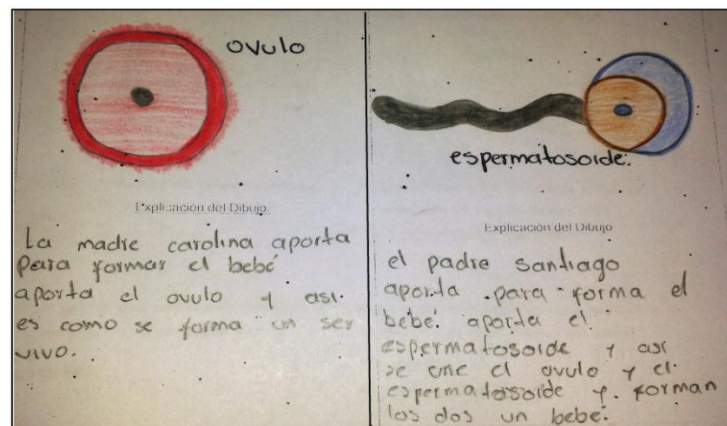 ovulo
Explicación del Dibujo
La madre carolina aporta
para formar el bebé
aporta el ovulo y asi
es como se forma un ser
vivo.
espermatosoide.
Explicación del Dibujo
el padre santiago
aporta para forma el
bebé. aporta el
espermatosoide y asi
se une el ovulo y el
espermatosoide y forman
los dos un bebé.